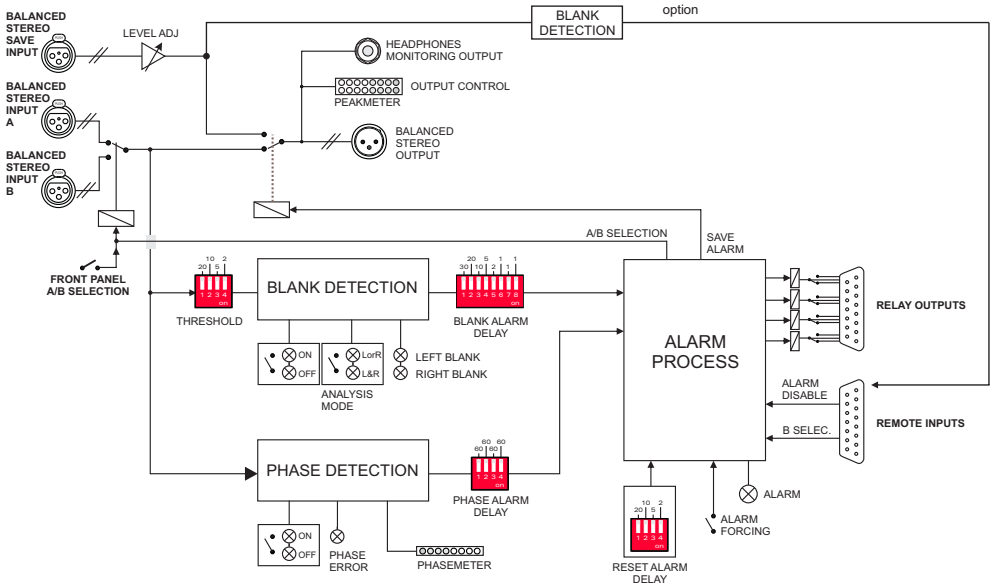 BALANCED
STEREO
SAVE
INPUT
LEVEL ADJ
BLANK
DETECTION
option
HEADPHONES
MONITORING OUTPUT
OUTPUT CONTROL
PEAKMETER
BALANCED
STEREO
INPUT
A
BALANCED
STEREO
OUTPUT
BALANCED
STEREO
INPUT
B
A/B SELECTION
SAVE
ALARM
FRONT PANEL
A/B SELECTION
10 2
20 5
1 2 3 4
on
THRESHOLD
BLANK DETECTION
20 5 2 1 1
30 10 2 1 1
1 2 3 4 5 6 7 8
on
BLANK ALARM
DELAY
ON
OFF
LorR
L&R
ANALYSIS
MODE
LEFT BLANK
RIGHT BLANK
ALARM
PROCESS
RELAY OUTPUTS
ALARM
DISABLE
B SELEC.
REMOTE INPUTS
PHASE DETECTION
60 60
60 60
1 2 3 4
on
PHASE ALARM
DELAY
ON
OFF
PHASE
ERROR
PHASEMETER
10 2
20 5
1 2 3 4
on
RESET ALARM
DELAY
ALARM
FORCING
ALARM